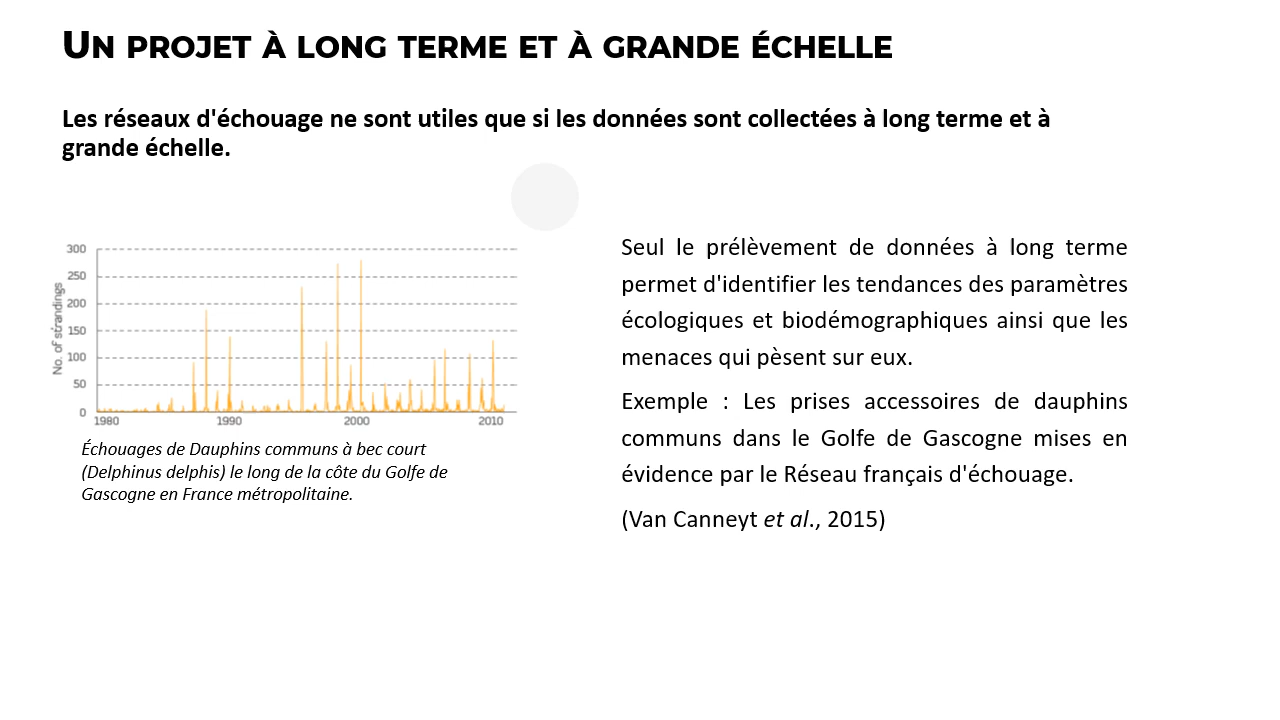 UN PROJET À LONG TERME ET À GRANDE ÉCHELLE
Les réseaux d'échouage ne sont utiles que si les données sont collectées à long terme et à
grande échelle.
No. of strandings
300
250
200
150
100
50
0
1980 1990 2000 2010
Échouages de Dauphins communs à bec court
(Delphinus delphis) le long de la côte du Golfe de
Gascogne en France métropolitaine.
Seul le prélèvement de données à long terme
permet d'identifier les tendances des paramètres
écologiques et biodémographiques ainsi que les
menaces qui pèsent sur eux.
Exemple : Les prises accessoires de dauphins
communs dans le Golfe de Gascogne mises en
évidence par le Réseau français d'échouage.
(Van Canneyt et al., 2015)